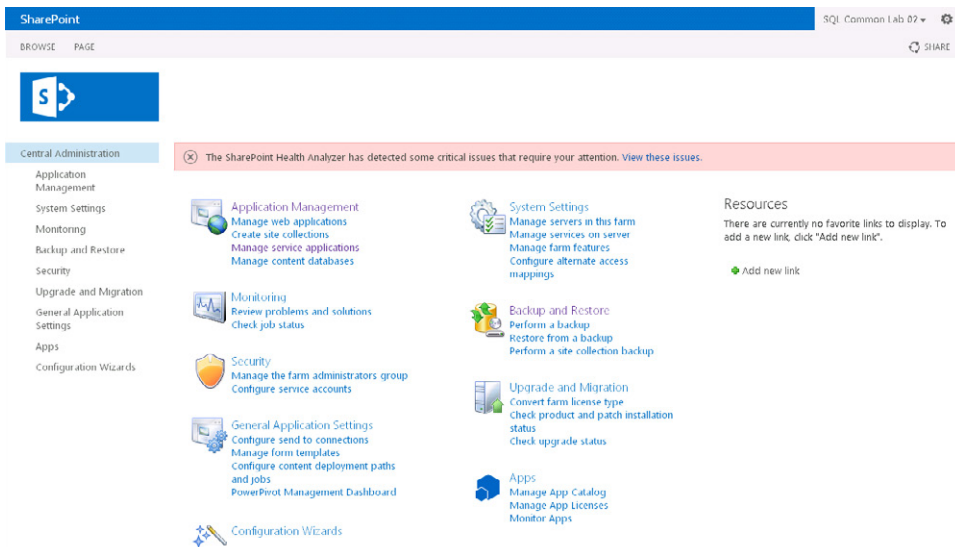 SharePoint
SQL Common Lab 02
BROWSE PAGE
SHARE
S
Central Administration
Application
Management
System Settings
Monitoring
Backup and Restore
Security
Upgrade and Migration
General Application
Settings
Apps
Configuration Wizards
The SharePoint Health Analyzer has detected some critical issues that require your attention. View these issues.
Application Management
Manage web applications
Create site collections
Manage service applications
Manage content databases
Monitoring
Review problems and solutions
Check job status
Security
Manage the farm administrators group
Configure service accounts
General Application Settings
Configure send to connections
Manage form templates
Configure content deployment paths
and jobs
PowerPivot Management Dashboard
Configuration Wizards
System Settings
Manage servers in this farm
Manage services on server
Manage farm features
Configure alternate access
mappings
Backup and Restore
Perform a backup
Restore from a backup
Perform a site collection backup
Upgrade and Migration
Convert farm license type
Check product and patch installation
status
Check upgrade status
Apps
Manage App Catalog
Manage App Licenses
Monitor Apps
Resources
There are currently no favorite links to display. To
add a new link, click "Add new link".
Add new link